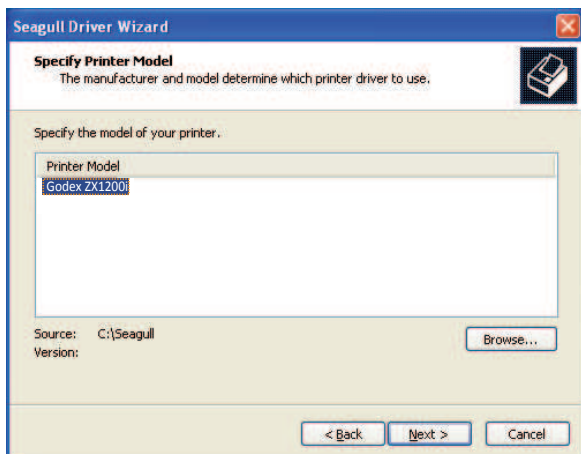 Seagull Driver Wizard
Specify Printer Model
The manufacturer and model determine which printer driver to use.
Specify the model of your printer.
Printer Model
Godex ZX1200i
Source: C:\Seagull
Browse...
Version:
< Back Next > Cancel